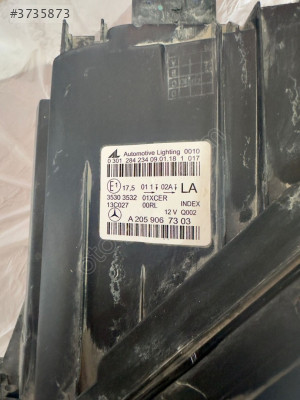 #3735873
Automotive Lighting 0010
0 301 284 234 09.01.18 1 017
E1 17,5 01 1 02A LA
3530 3532 01XCER
13C027 00RL INDEX
12 V Q002
A 205 906 73 03